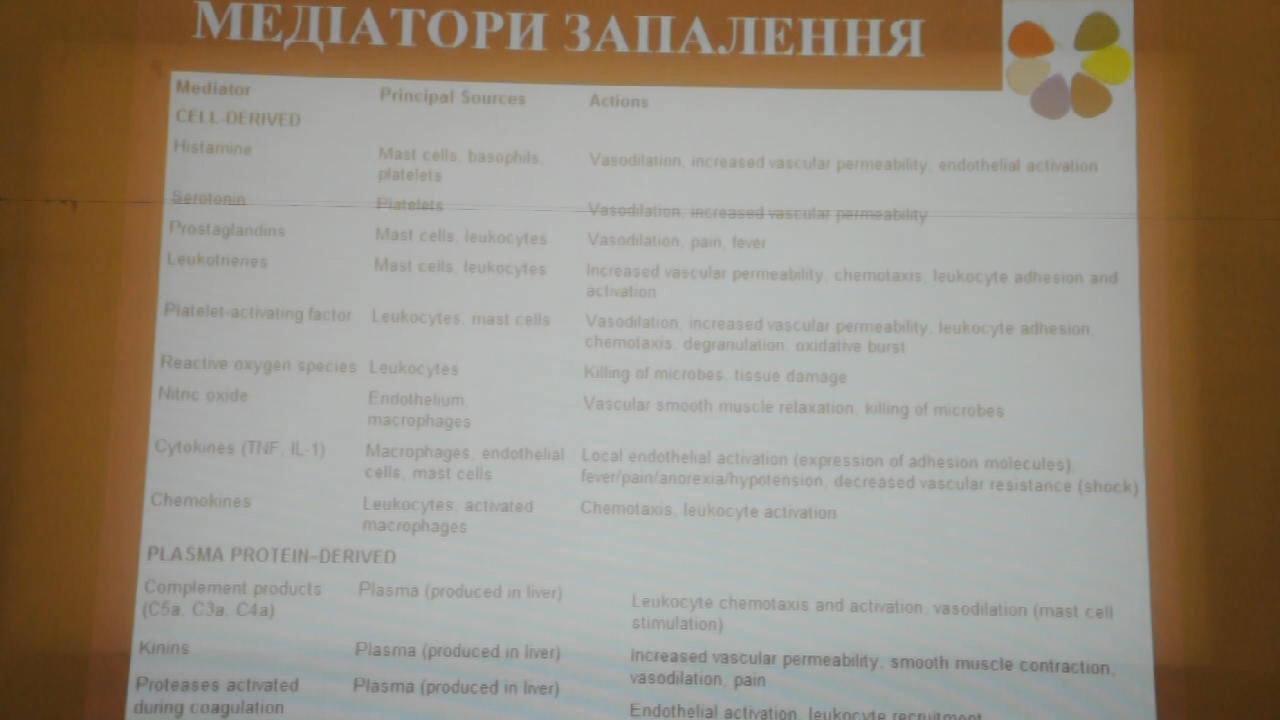 МЕДІАТОРИ ЗАПАЛЕННЯ
Mediator Principal Sources Actions
CELL-DERIVED
Histamine Mast cells, basophils, Vasodilation, increased vascular permeability, endothelial activation
platelets
Serotonin Platelets Vasodilation, increased vascular permeability
Prostaglandins Mast cells, leukocytes Vasodilation, pain, fever
Leukotrienes Mast cells, leukocytes Increased vascular permeability, chemotaxis, leukocyte adhesion and
activation
Platelet-activating factor Leukocytes, mast cells Vasodilation, increased vascular permeability, leukocyte adhesion,
chemotaxis, degranulation, oxidative burst
Reactive oxygen species Leukocytes Killing of microbes, tissue damage
Nitric oxide Endothelium, Vascular smooth muscle relaxation, killing of microbes
macrophages
Cytokines (TNF, IL-1) Macrophages, endothelial Local endothelial activation (expression of adhesion molecules),
cells, mast cells fever/pain/anorexia/hypotension, decreased vascular resistance (shock)
Chemokines Leukocytes, activated Chemotaxis, leukocyte activation
macrophages
PLASMA PROTEIN–DERIVED
Complement products Plasma (produced in liver) Leukocyte chemotaxis and activation, vasodilation (mast cell
(C5a, C3a, C4a) stimulation)
Kinins Plasma (produced in liver) Increased vascular permeability, smooth muscle contraction,
vasodilation, pain
Proteases activated Plasma (produced in liver) Endothelial activation, leukocyte recruitment
during coagulation